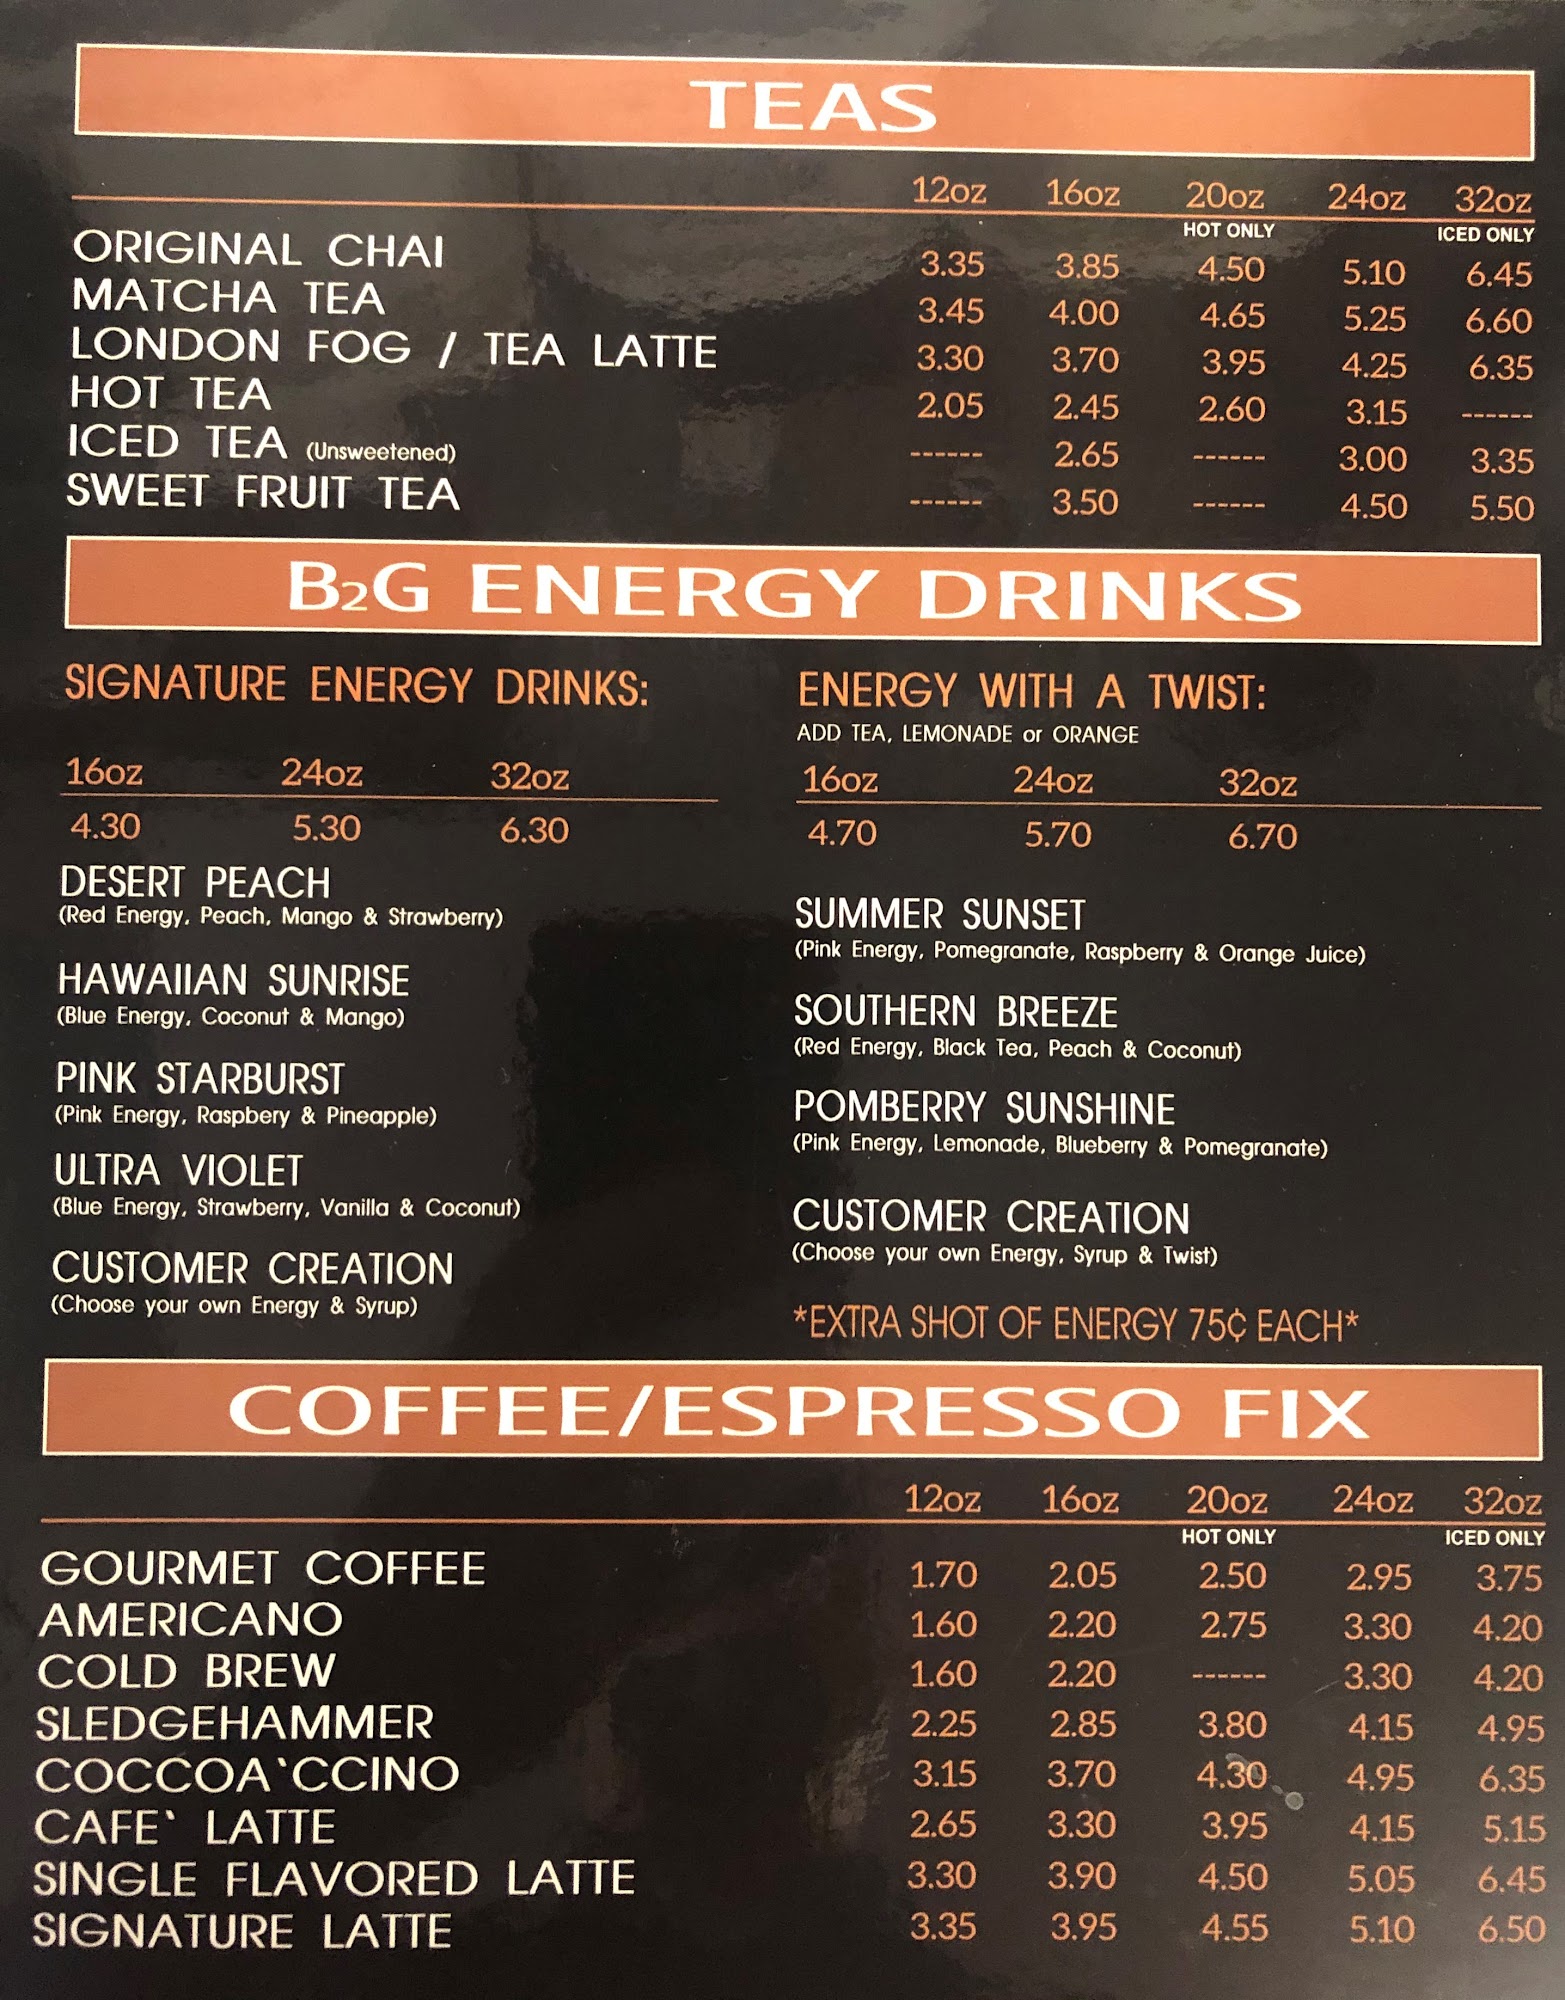 TEAS
12oz 16oz 20oz 24oz 32oz
HOT ONLY ICED ONLY
ORIGINAL CHAI 3.35 3.85 4.50 5.10 6.45
MATCHA TEA 3.45 4.00 4.65 5.25 6.60
LONDON FOG / TEA LATTE 3.30 3.70 3.95 4.25 6.35
HOT TEA 2.05 2.45 2.60 3.15 ------
ICED TEA (Unsweetened) ------ 2.65 ------ 3.00 3.35
SWEET FRUIT TEA ------ 3.50 ------ 4.50 5.50
B2G ENERGY DRINKS
SIGNATURE ENERGY DRINKS:
16oz 24oz 32oz
4.30 5.30 6.30
DESERT PEACH
(Red Energy, Peach, Mango & Strawberry)
HAWAIIAN SUNRISE
(Blue Energy, Coconut & Mango)
PINK STARBURST
(Pink Energy, Raspbery & Pineapple)
ULTRA VIOLET
(Blue Energy, Strawberry, Vanilla & Coconut)
CUSTOMER CREATION
(Choose your own Energy & Syrup)
ENERGY WITH A TWIST:
ADD TEA, LEMONADE or ORANGE
16oz 24oz 32oz
4.70 5.70 6.70
SUMMER SUNSET
(Pink Energy, Pomegranate, Raspberry & Orange Juice)
SOUTHERN BREEZE
(Red Energy, Black Tea, Peach & Coconut)
POMBERRY SUNSHINE
(Pink Energy, Lemonade, Blueberry & Pomegranate)
CUSTOMER CREATION
(Choose your own Energy, Syrup & Twist)
*EXTRA SHOT OF ENERGY 75¢ EACH*
COFFEE/ESPRESSO FIX
12oz 16oz 20oz 24oz 32oz
HOT ONLY ICED ONLY
GOURMET COFFEE 1.70 2.05 2.50 2.95 3.75
AMERICANO 1.60 2.20 2.75 3.30 4.20
COLD BREW 1.60 2.20 ------ 3.30 4.20
SLEDGEHAMMER 2.25 2.85 3.80 4.15 4.95
COCCOA‘CCINO 3.15 3.70 4.30 4.95 6.35
CAFE‘ LATTE 2.65 3.30 3.95 4.15 5.15
SINGLE FLAVORED LATTE 3.30 3.90 4.50 5.05 6.45
SIGNATURE LATTE 3.35 3.95 4.55 5.10 6.50